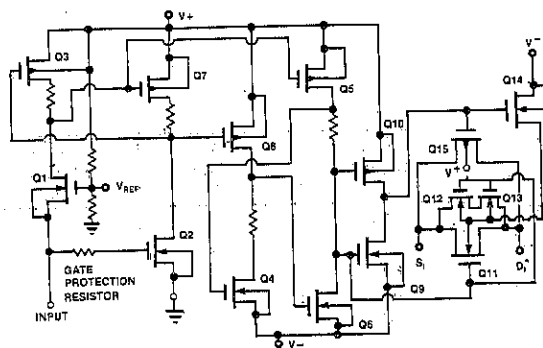 V+
V−
Q3
Q7
Q5
Q14
Q8
Q10
Q15
V+
Q1
VREF
Q12
Q13
Q2
Q4
S1
D1
GATE
PROTECTION
RESISTOR
Q9
Q11
Q6
INPUT
V−